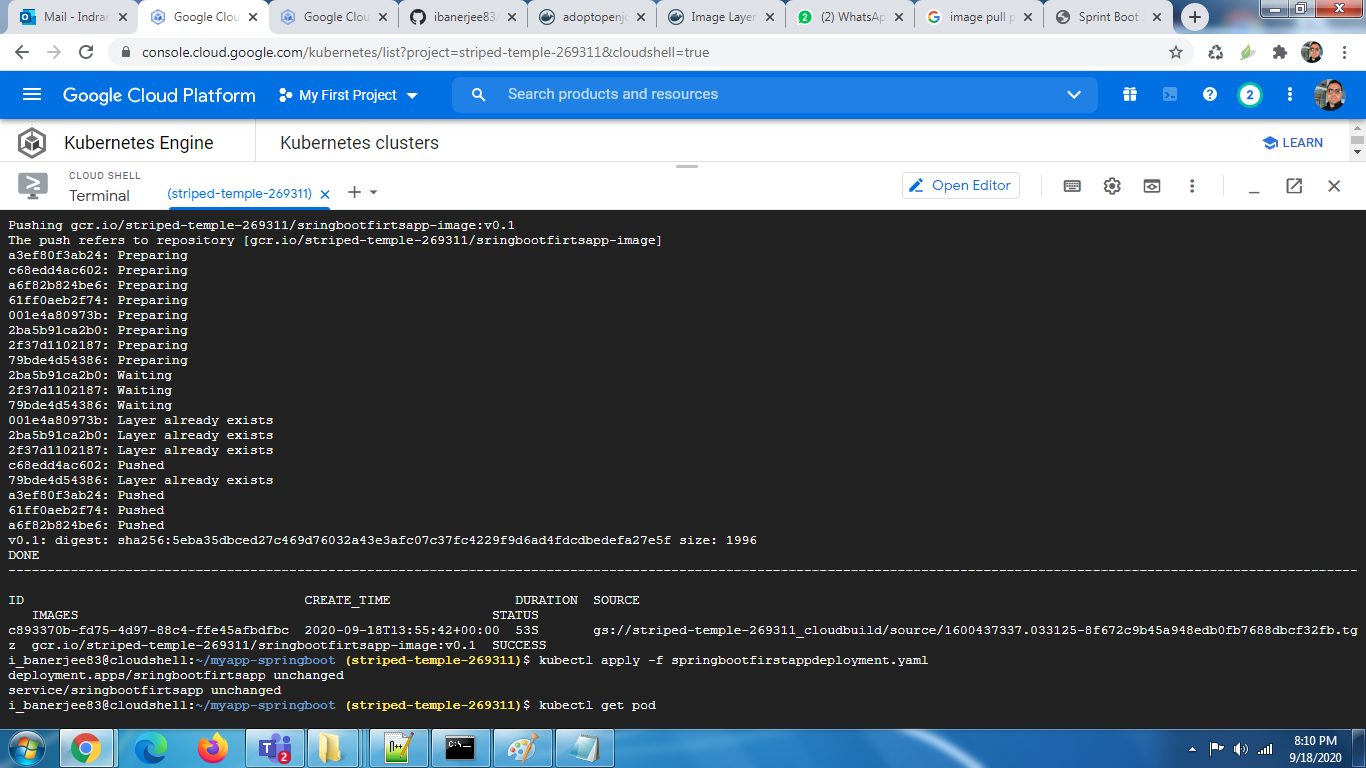 Mail - Indran
Google Clou
Google Clou
ibanerjee83/
adoptopenjd
Image Layer
(2) WhatsAp
image pull p
Sprint Boot
console.cloud.google.com/kubernetes/list?project=striped-temple-269311&cloudshell=true
Google Cloud Platform
My First Project
Search products and resources
2
Kubernetes Engine
Kubernetes clusters
LEARN
CLOUD SHELL
Terminal
(striped-temple-269311)
Open Editor
Pushing gcr.io/striped-temple-269311/sringbootfirtsapp-image:v0.1
The push refers to repository [gcr.io/striped-temple-269311/sringbootfirtsapp-image]
a3ef80f3ab24: Preparing
c68edd4ac602: Preparing
a6f82b824be6: Preparing
61ff0aeb2f74: Preparing
001e4a80973b: Preparing
2ba5b91ca2b0: Preparing
2f37d1102187: Preparing
79bde4d54386: Preparing
2ba5b91ca2b0: Waiting
2f37d1102187: Waiting
79bde4d54386: Waiting
001e4a80973b: Layer already exists
2ba5b91ca2b0: Layer already exists
2f37d1102187: Layer already exists
c68edd4ac602: Pushed
79bde4d54386: Layer already exists
a3ef80f3ab24: Pushed
61ff0aeb2f74: Pushed
a6f82b824be6: Pushed
v0.1: digest: sha256:5eba35dbced27c469d76032a43e3afc07c37fc4229f9d6ad4fdcdbedefa27e5f size: 1996
DONE
ID CREATE_TIME DURATION SOURCE
IMAGES STATUS
c893370b-fd75-4d97-88c4-ffe45afbdfbc 2020-09-18T13:55:42+00:00 53S gs://striped-temple-269311_cloudbuild/source/1600437337.033125-8f672c9b45a948edb0fb7688dbcf32fb.tg
z gcr.io/striped-temple-269311/sringbootfirtsapp-image:v0.1 SUCCESS
i_banerjee83@cloudshell:~/myapp-springboot (striped-temple-269311)$ kubectl apply -f springbootfirstappdeployment.yaml
deployment.apps/sringbootfirtsapp unchanged
service/sringbootfirtsapp unchanged
i_banerjee83@cloudshell:~/myapp-springboot (striped-temple-269311)$ kubectl get pod
8:10 PM
9/18/2020